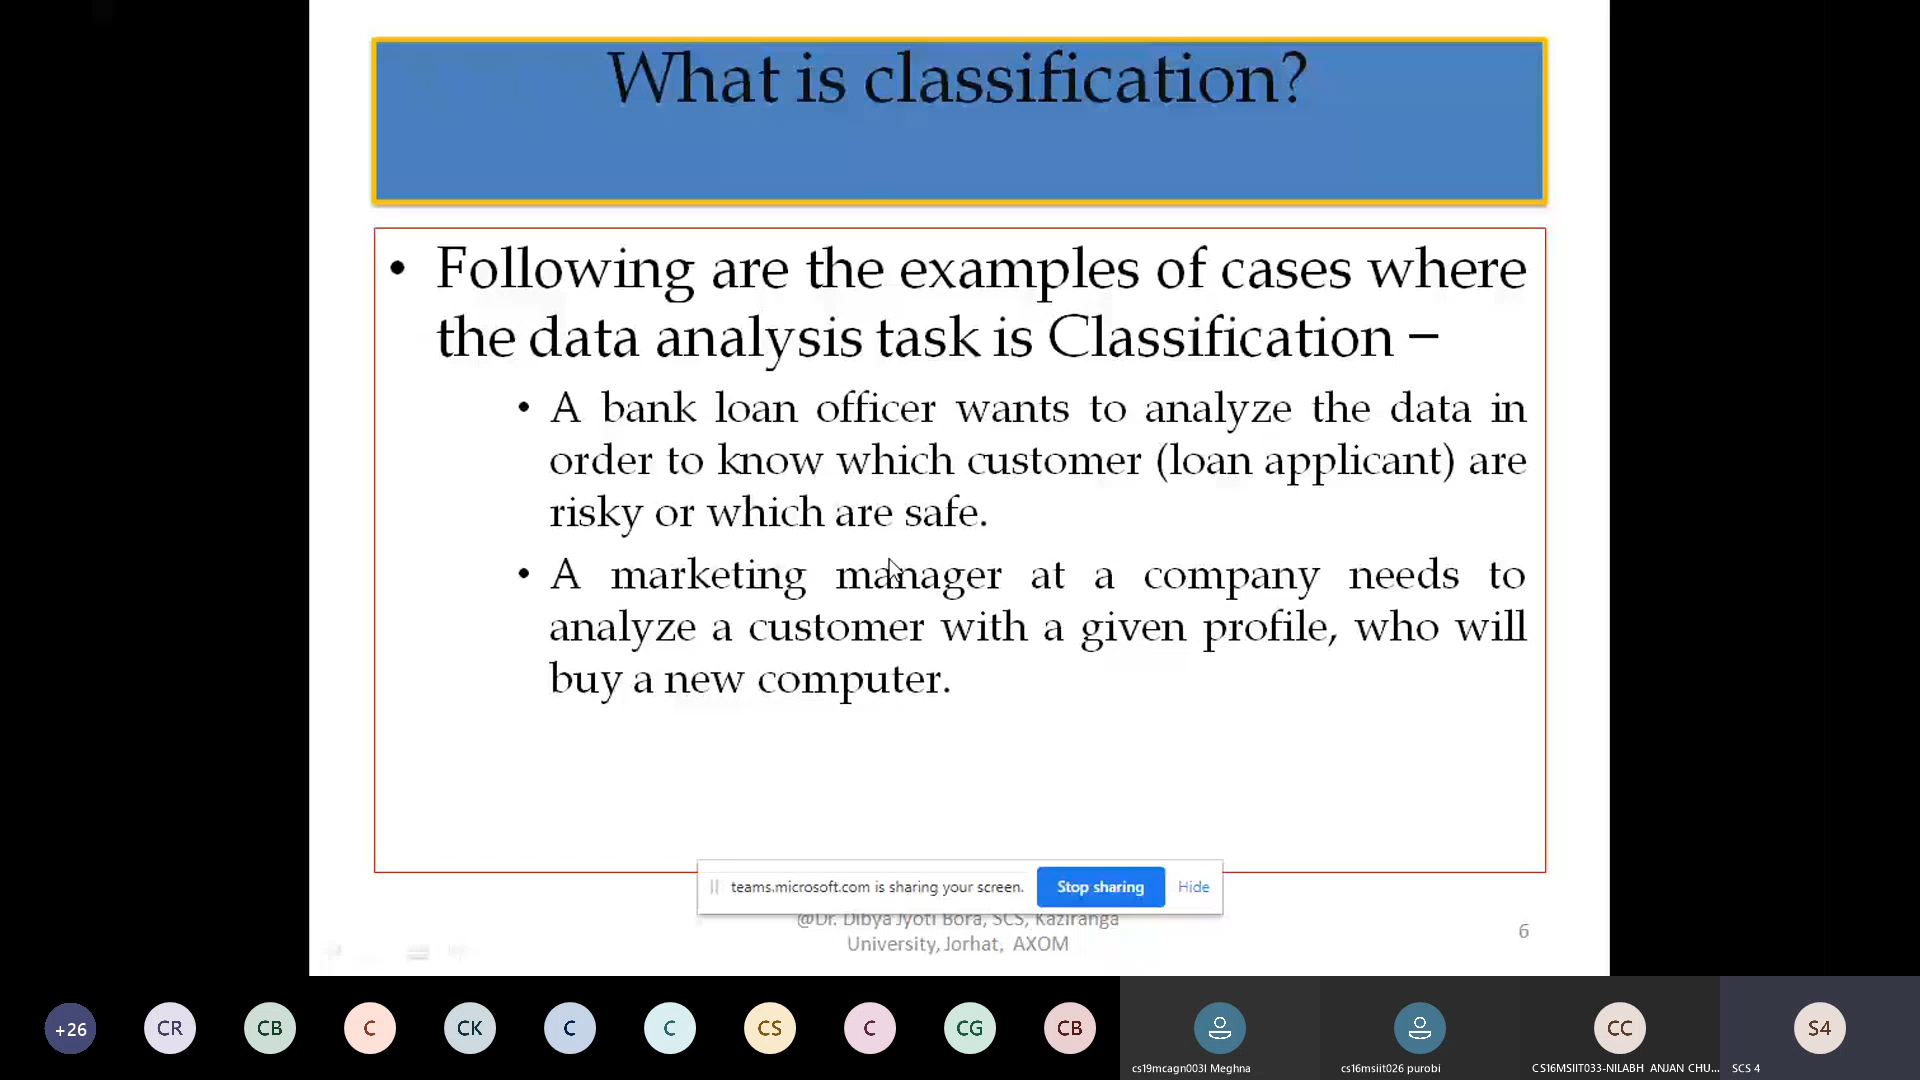 What is classification?
• Following are the examples of cases where
the data analysis task is Classification −
• A bank loan officer wants to analyze the data in
order to know which customer (loan applicant) are
risky or which are safe.
• A marketing manager at a company needs to
analyze a customer with a given profile, who will
buy a new computer.
teams.microsoft.com is sharing your screen. Stop sharing Hide
@Dr. Dibya Jyoti Bora, SCS, Kaziranga
University, Jorhat, AXOM
6
+26 CR CB C CK C C CS C CG CB CC S4
cs19mcagn003l Meghna cs16msiit026 purobi CS16MSIIT033-NILABH ANJAN CHU... SCS 4